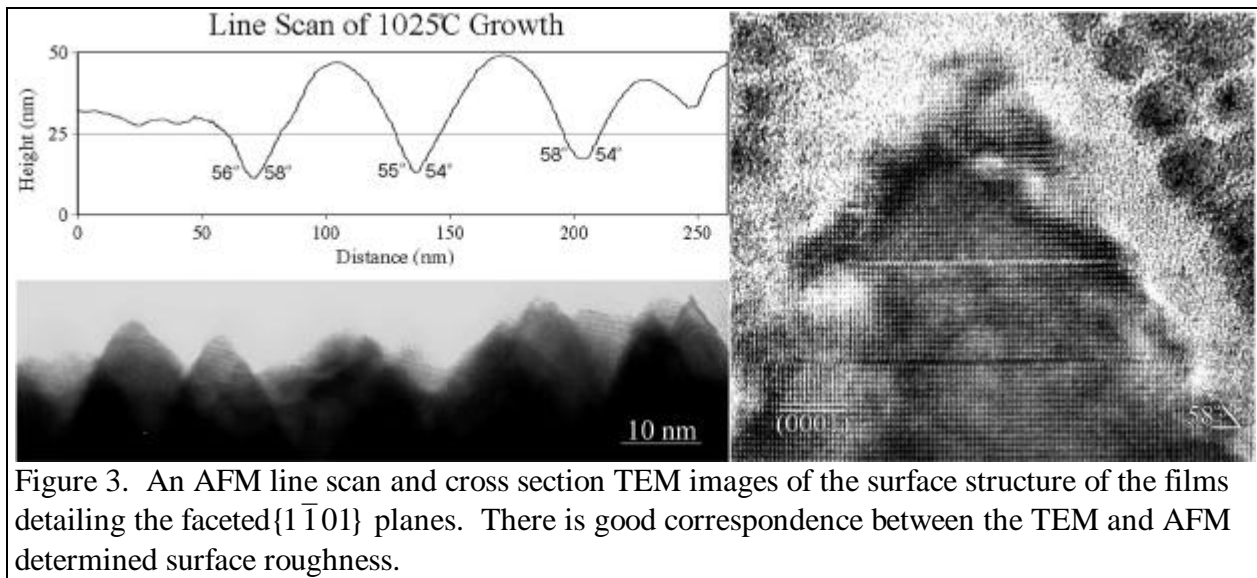 Line Scan of 1025°C Growth
50
25
0
Height (nm)
56° 58° 55° 54° 58° 54°
0 50 100 150 200 250
Distance (nm)
10 nm
58°
Figure 3. An AFM line scan and cross section TEM images of the surface structure of the films
detailing the faceted{1 1̅ 01} planes. There is good correspondence between the TEM and AFM
determined surface roughness.